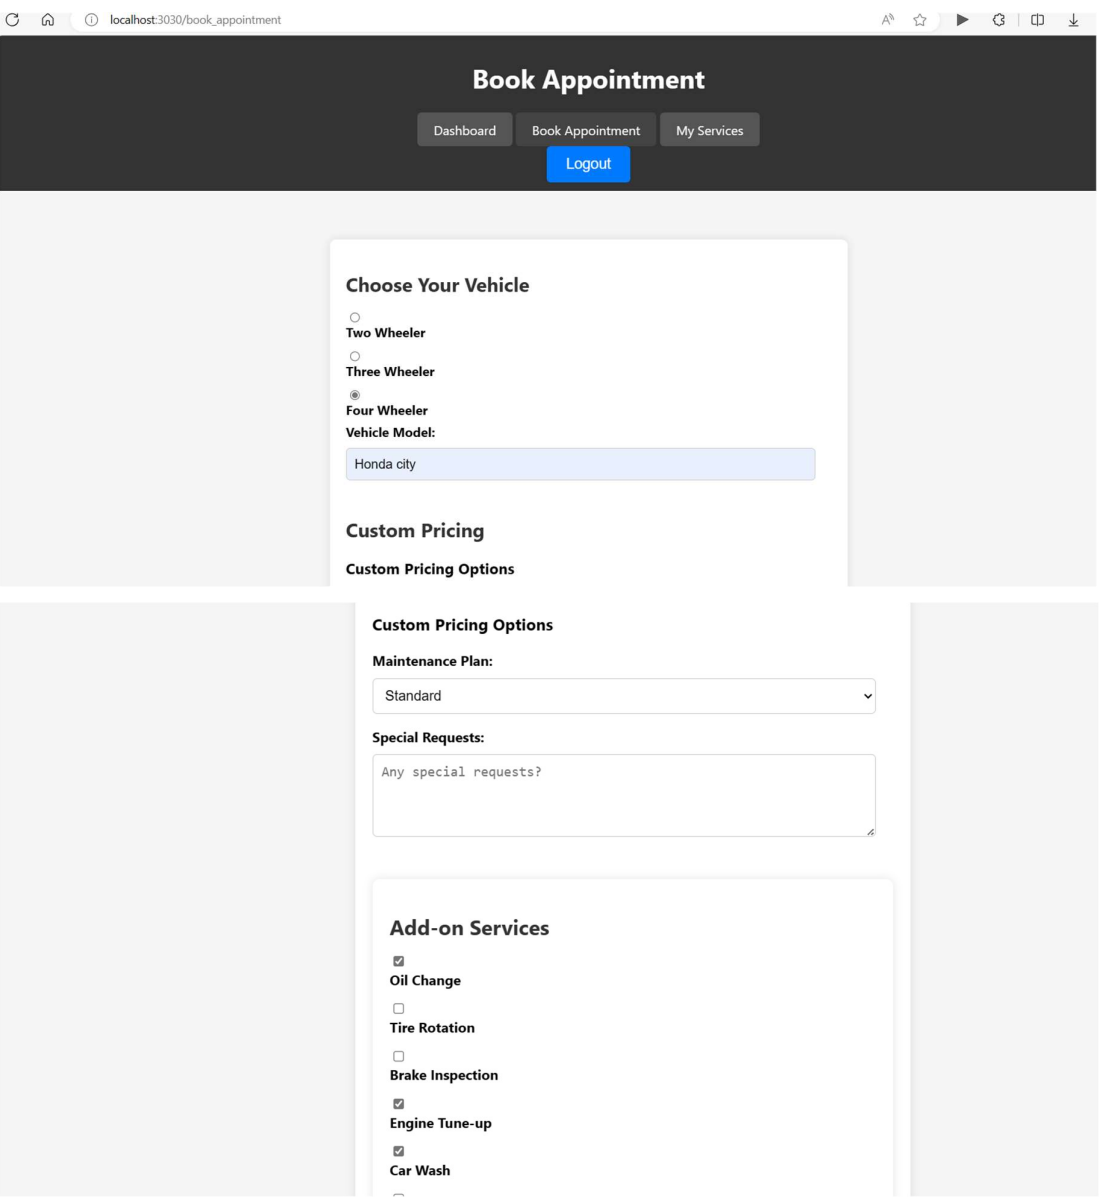 localhost:3030/book_appointment
Book Appointment
Dashboard Book Appointment My Services
Logout
Choose Your Vehicle
Two Wheeler
Three Wheeler
Four Wheeler
Vehicle Model:
Honda city
Custom Pricing
Custom Pricing Options
Custom Pricing Options
Maintenance Plan:
Standard
Special Requests:
Any special requests?
Add-on Services
Oil Change
Tire Rotation
Brake Inspection
Engine Tune-up
Car Wash